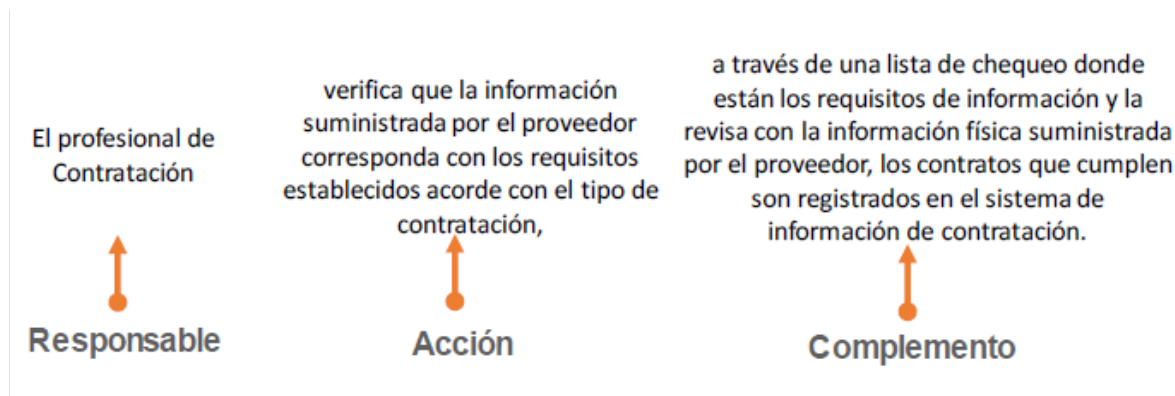 El profesional de
Contratación
verifica que la información
suministrada por el proveedor
corresponda con los requisitos
establecidos acorde con el tipo de
contratación,
a través de una lista de chequeo donde
están los requisitos de información y la
revisa con la información física suministrada
por el proveedor, los contratos que cumplen
son registrados en el sistema de
información de contratación.
Responsable
Acción
Complemento